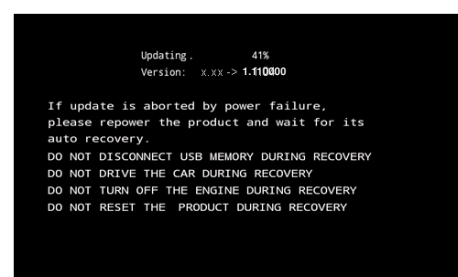 Updating . 41%
Version: x.xx ->
If update is aborted by power failure,
please repower the product and wait for its
auto recovery.
DO NOT DISCONNECT USB MEMORY DURING RECOVERY
DO NOT DRIVE THE CAR DURING RECOVERY
DO NOT TURN OFF THE ENGINE DURING RECOVERY
DO NOT RESET THE PRODUCT DURING RECOVERY